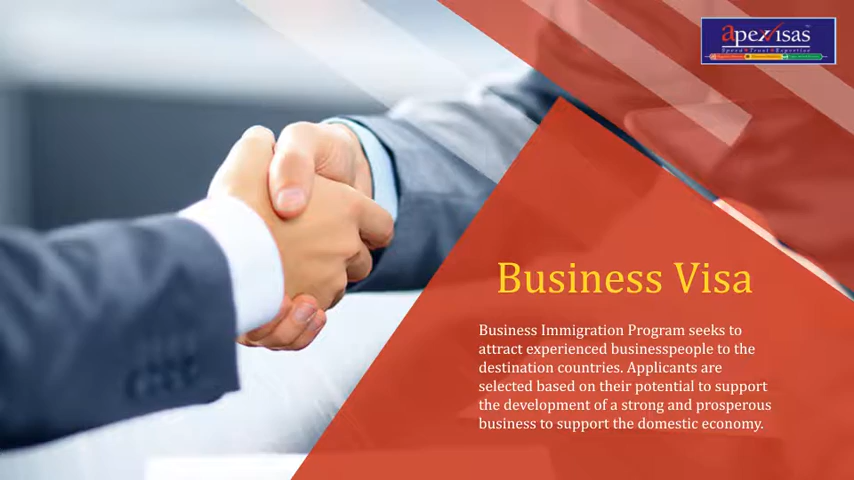 apexvisas
Speed Trust Expertise
Business Visa
Business Immigration Program seeks to
attract experienced businesspeople to the
destination countries. Applicants are
selected based on their potential to support
the development of a strong and prosperous
business to support the domestic economy.